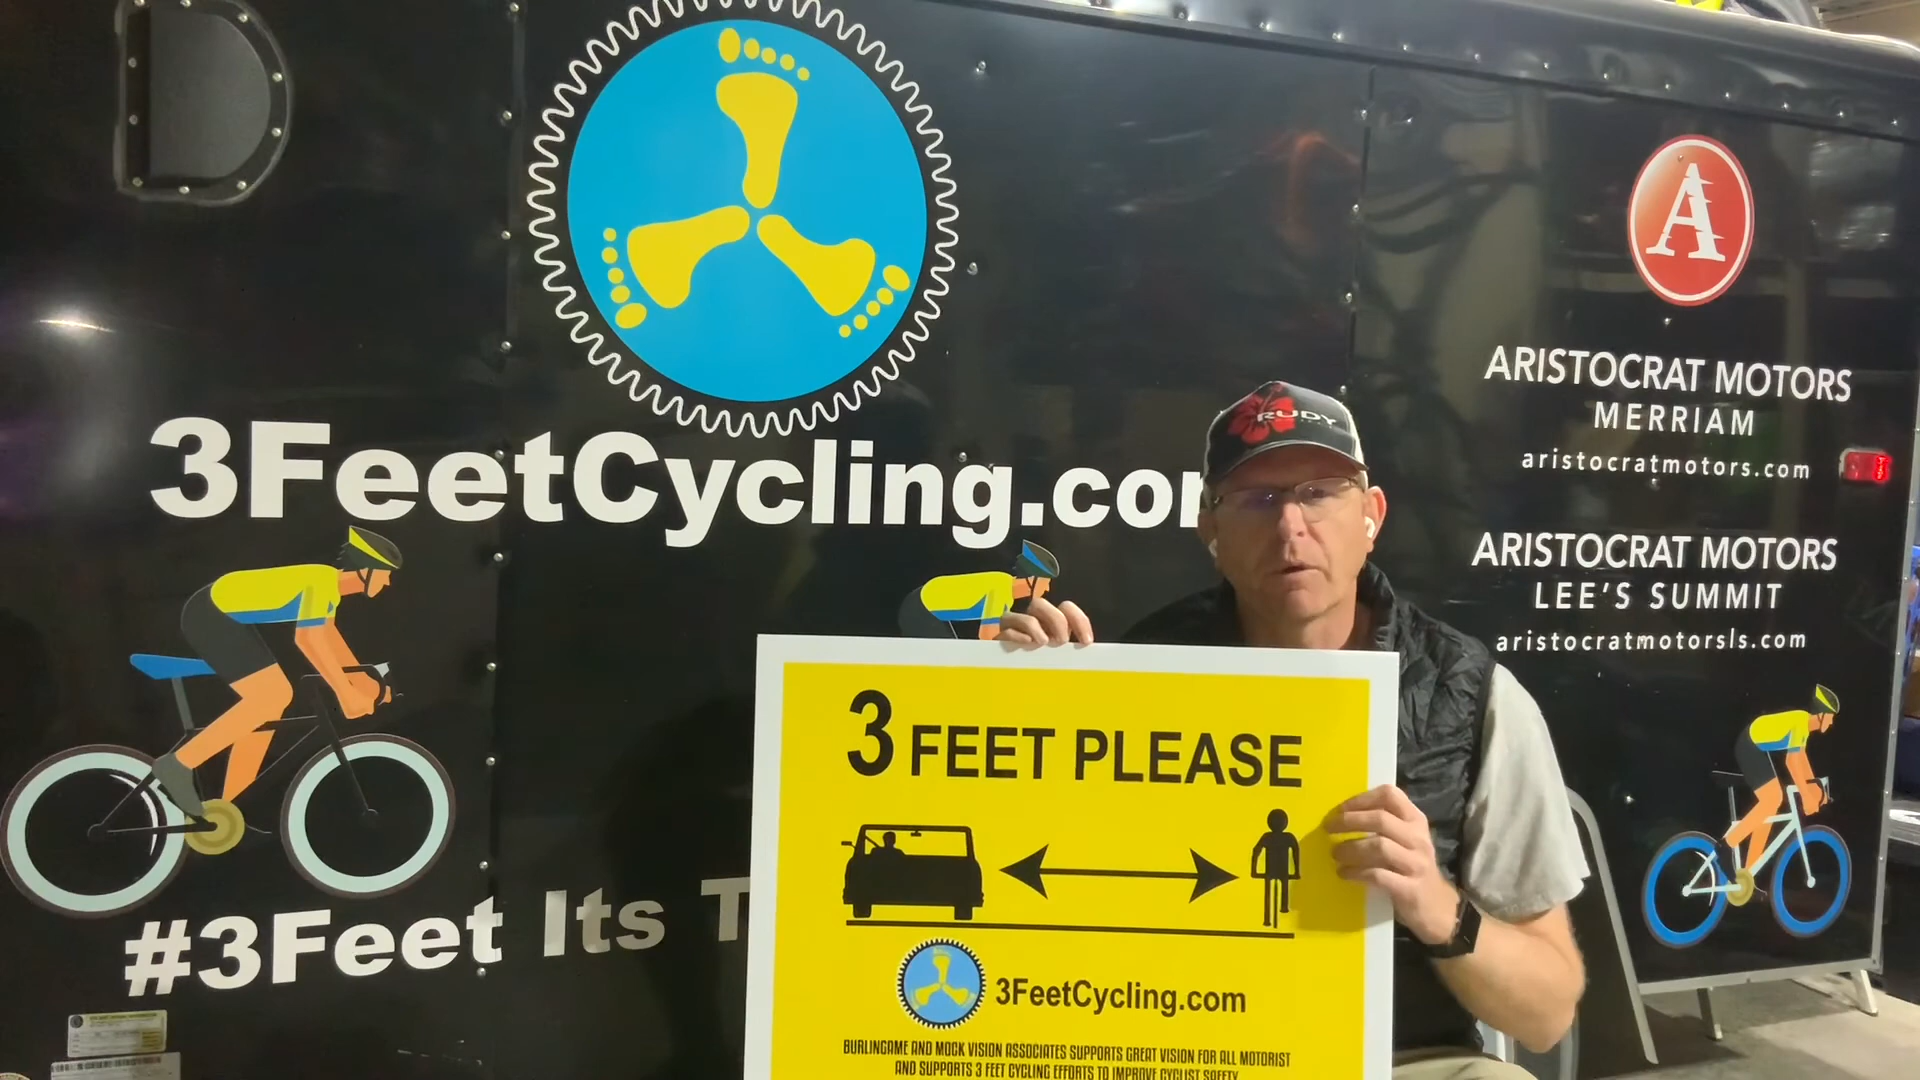 A
ARISTOCRAT MOTORS
MERRIAM
aristocratmotors.com
ARISTOCRAT MOTORS
LEE'S SUMMIT
aristocratmotorsls.com
3FeetCycling.co
RUDY
#3Feet Its T
3 FEET PLEASE
3FeetCycling.com
BURLINGAME AND MOCK VISION ASSOCIATES SUPPORTS GREAT VISION FOR ALL MOTORIST
AND SUPPORTS 3 FEET CYCLING EFFORTS TO IMPROVE CYCLIST SAFETY